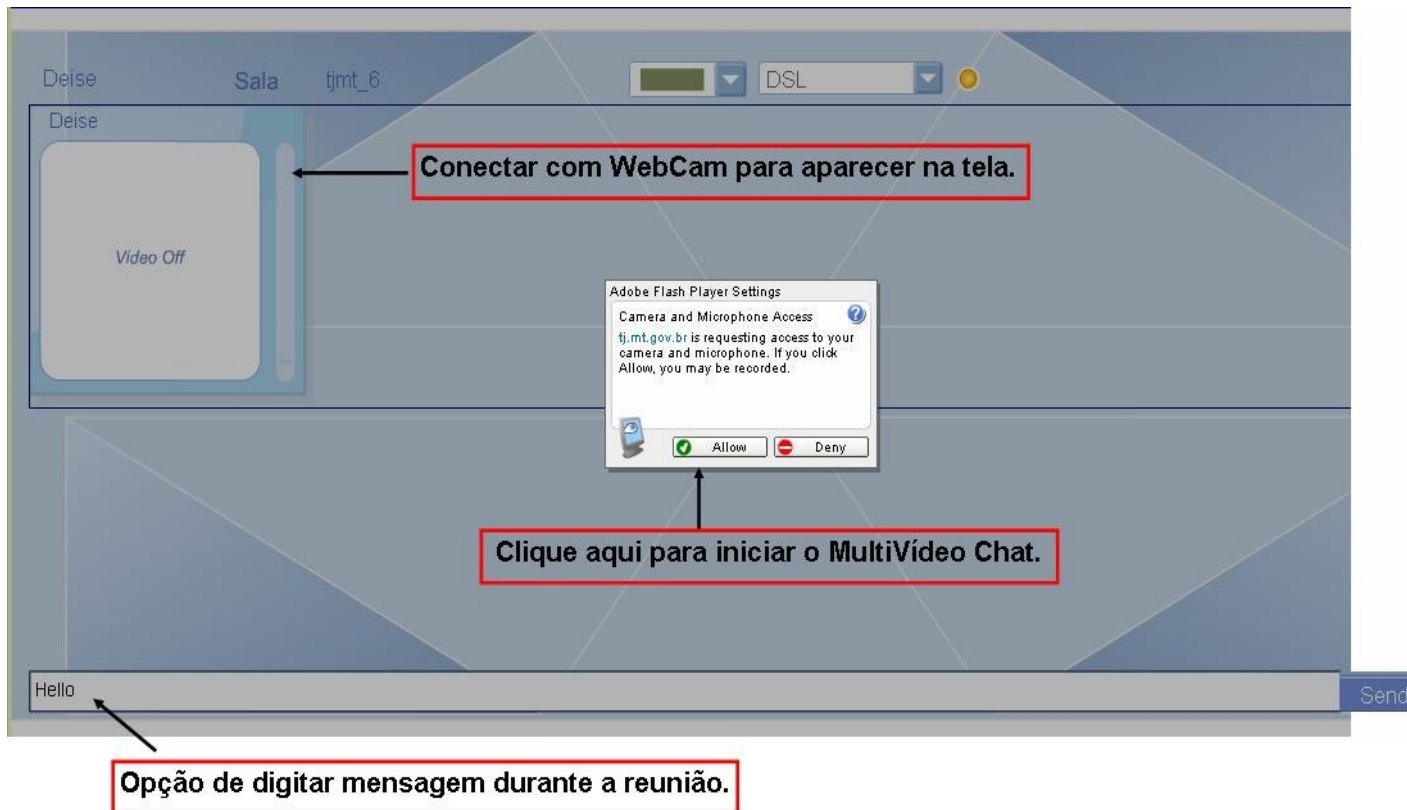 Deise Sala tjmt_6 DSL
Deise
Conectar com WebCam para aparecer na tela.
Video Off
Adobe Flash Player Settings
Camera and Microphone Access
tj.mt.gov.br is requesting access to your
camera and microphone. If you click
Allow, you may be recorded.
Allow Deny
Clique aqui para iniciar o MultiVídeo Chat.
Hello
Send
Opção de digitar mensagem durante a reunião.